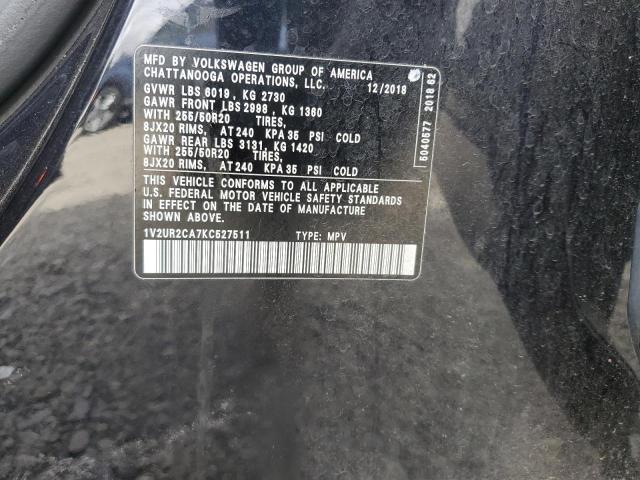 MFD BY VOLKSWAGEN GROUP OF AMERICA
CHATTANOOGA OPERATIONS, LLC. 12/2018
GVWR LBS 6019 , KG 2730
GAWR FRONT LBS 2998 , KG 1360
WITH 255/50R20 TIRES,
8JX20 RIMS, AT 240 KPA 35 PSI COLD
GAWR REAR LBS 3131, KG 1420
WITH 255/50R20 TIRES,
8JX20 RIMS, AT 240 KPA 35 PSI COLD
THIS VEHICLE CONFORMS TO ALL APPLICABLE
U.S. FEDERAL MOTOR VEHICLE SAFETY STANDARDS
IN EFFECT ON THE DATE OF MANUFACTURE
SHOWN ABOVE.
1V2UR2CA7KC527511 TYPE: MPV
5040577 2018 62